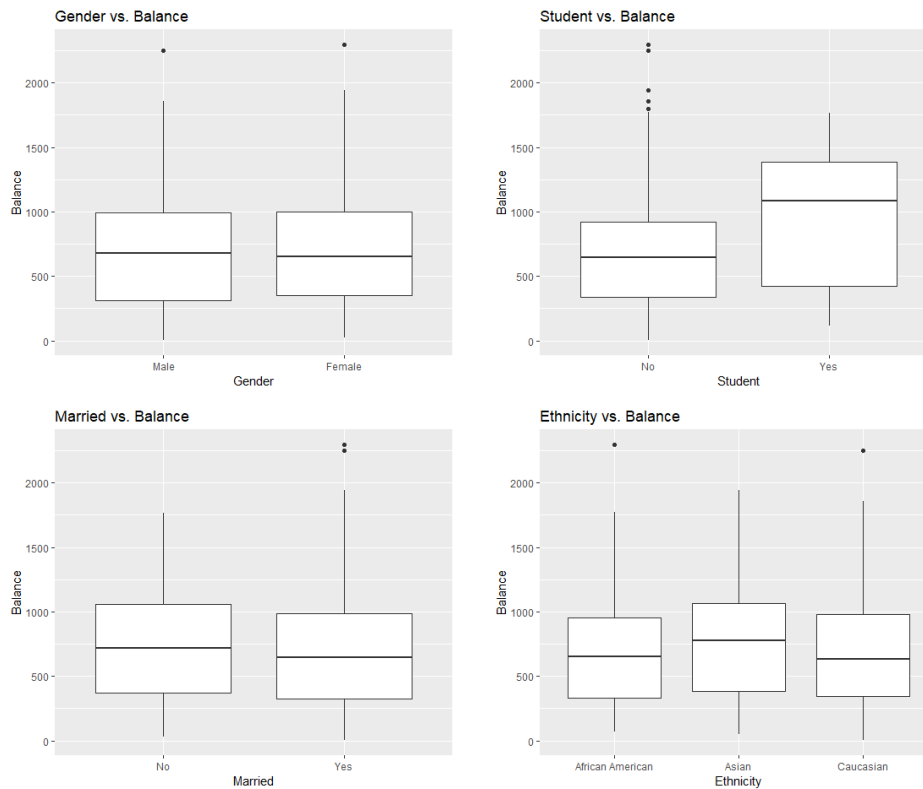 Gender vs. Balance
2000
1500
1000
500
0
Balance
Male Female
Gender
Student vs. Balance
2000
1500
1000
500
0
Balance
No Yes
Student
Married vs. Balance
2000
1500
1000
500
0
Balance
No Yes
Married
Ethnicity vs. Balance
2000
1500
1000
500
0
Balance
African American Asian Caucasian
Ethnicity